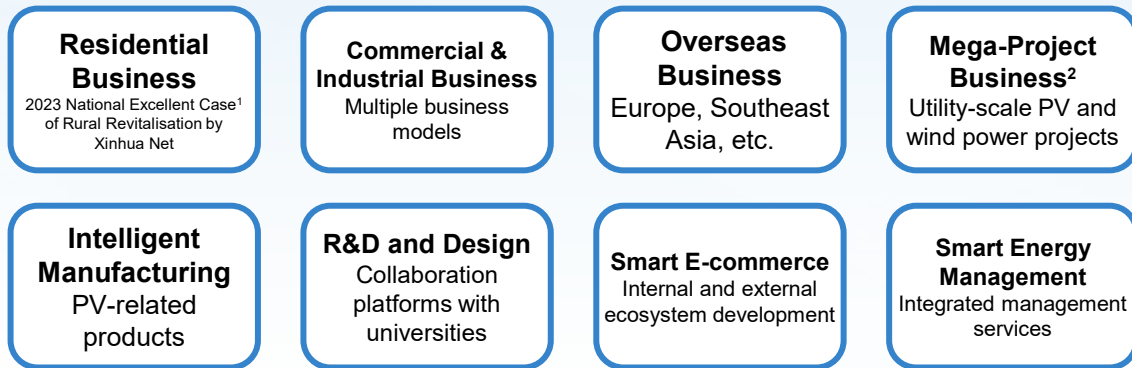 Residential
Business
2023 National Excellent Case¹
of Rural Revitalisation by
Xinhua Net
Commercial &
Industrial Business
Multiple business
models
Overseas
Business
Europe, Southeast
Asia, etc.
Mega-Project
Business²
Utility-scale PV and
wind power projects
Intelligent
Manufacturing
PV-related
products
R&D and Design
Collaboration
platforms with
universities
Smart E-commerce
Internal and external
ecosystem development
Smart Energy
Management
Integrated management
services